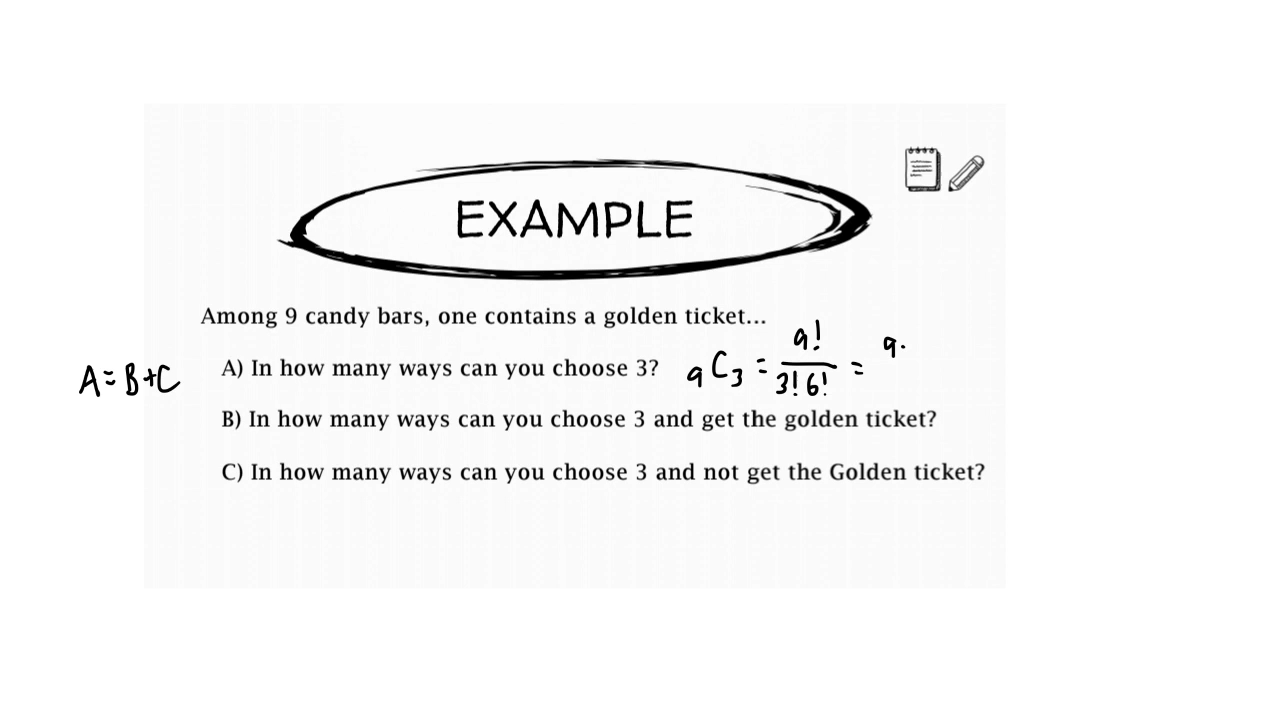 EXAMPLE
Among 9 candy bars, one contains a golden ticket...
A) In how many ways can you choose 3? 9C3 = 9!/3!6! = 9.
A = B+C
B) In how many ways can you choose 3 and get the golden ticket?
C) In how many ways can you choose 3 and not get the Golden ticket?